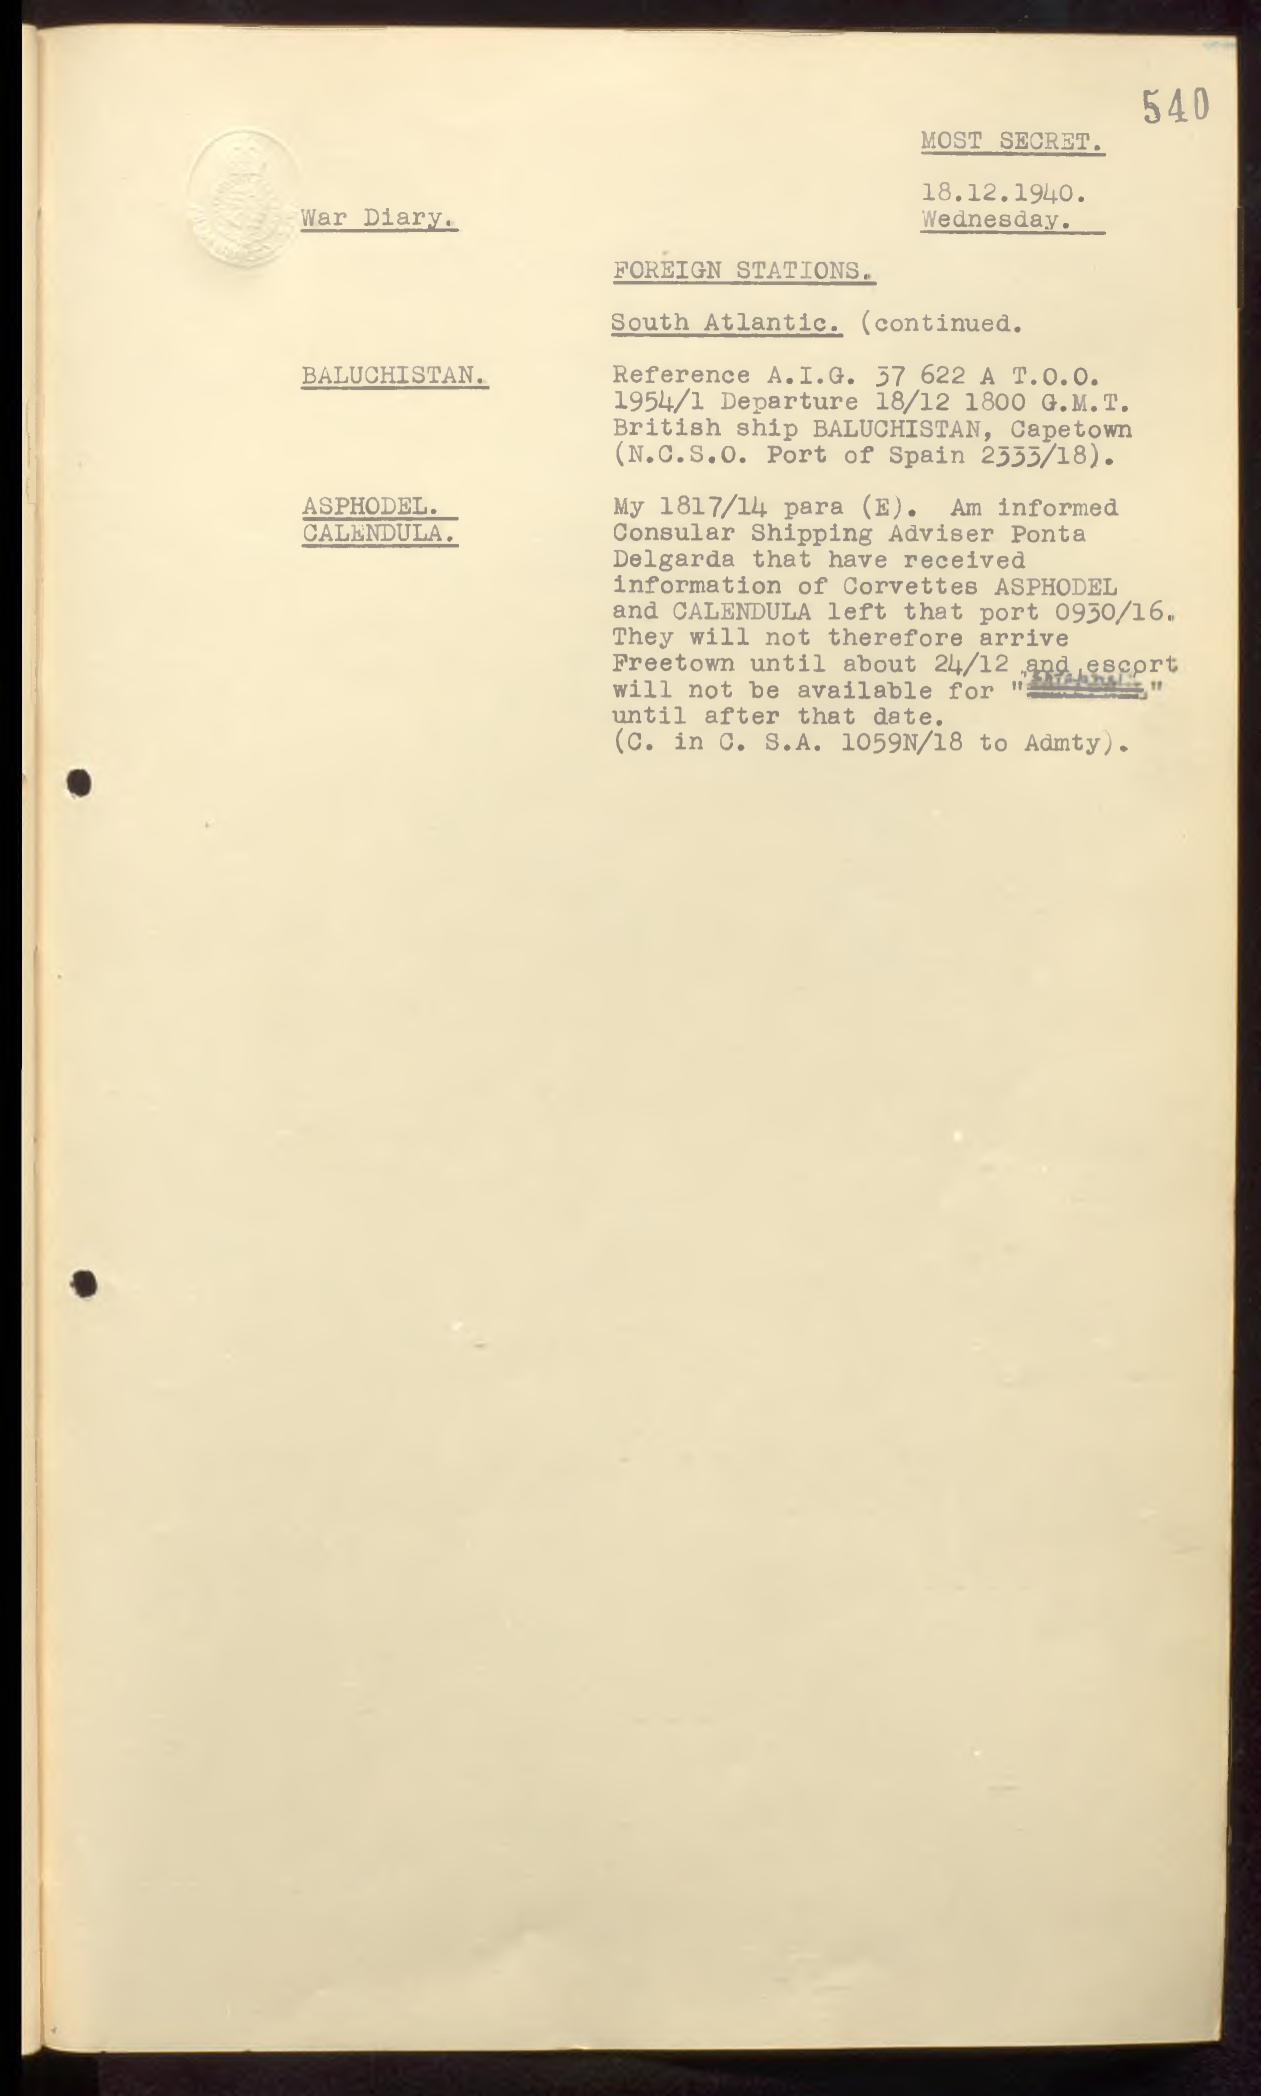 540
MOST SECRET.
18.12.1940.
War Diary.
Wednesday.
FOREIGN STATIONS.
South Atlantic. (continued.
BALUCHISTAN.
Reference A.I.G. 37 622 A T.O.O.
1954/1 Departure 18/12 1800 G.M.T.
British ship BALUCHISTAN, Capetown
(N.C.S.O. Port of Spain 2333/18).
ASPHODEL.
CALENDULA.
My 1817/14 para (E). Am informed
Consular Shipping Adviser Ponta
Delgarda that have received
information of Corvettes ASPHODEL
and CALENDULA left that port 0930/16.
They will not therefore arrive
Freetown until about 24/12 and escort
will not be available for " "
until after that date.
(C. in C. S.A. 1059N/18 to Admty).